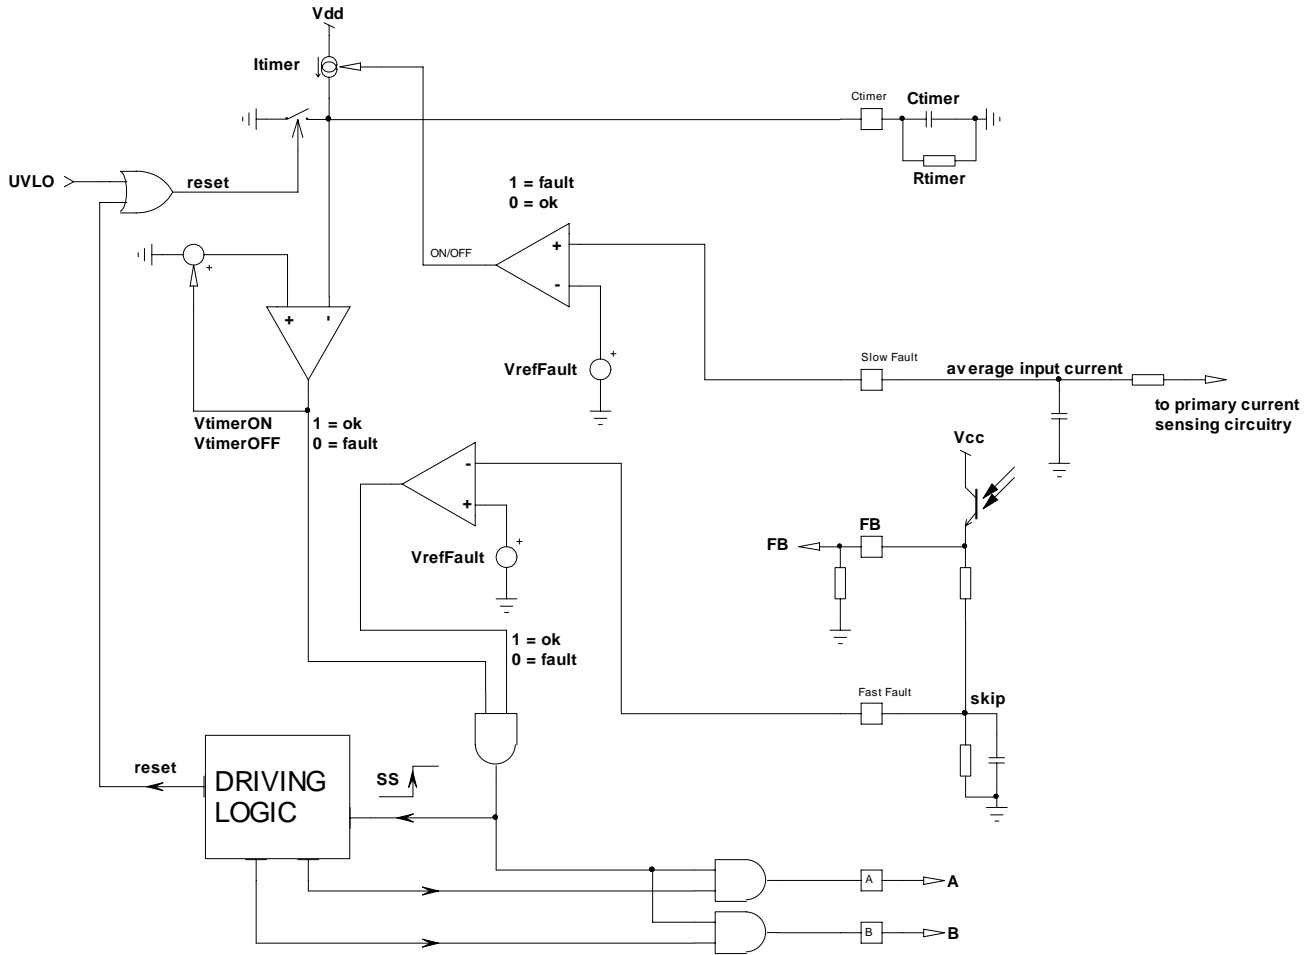 Vdd
Itimer
Ctimer
Ctimer
Rtimer
UVLO
reset
1 = fault
0 = ok
ON/OFF
+
-
+
+
-
VrefFault
+
Slow Fault
average input current
to primary current
sensing circuitry
VtimerON
VtimerOFF
1 = ok
0 = fault
Vcc
-
+
VrefFault
+
FB
FB
1 = ok
0 = fault
Fast Fault
skip
reset
DRIVING
LOGIC
SS
A
A
B
B